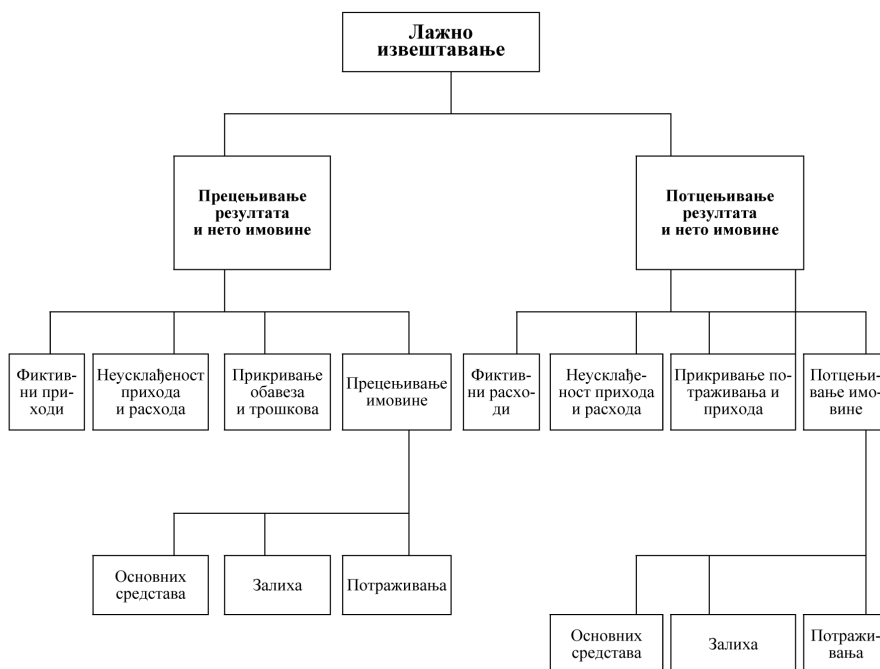 Лажно
извештавање
Прецењивање
резултата
и нето имовине
Потцењивање
резултата
и нето имовине
Фиктив-
ни при-
ходи
Неусклађеност
прихода
и расхода
Прикривање
обавеза
и трошкова
Прецењивање
имовине
Фиктив-
ни расхо-
ди
Неусклађе-
ност прихода
и расхода
Прикривање по-
траживања и
прихода
Потцењи-
вање имо-
вине
Основних
средстава
Залиха
Потраживања
Основних
средстава
Залиха
Потражи-
вања